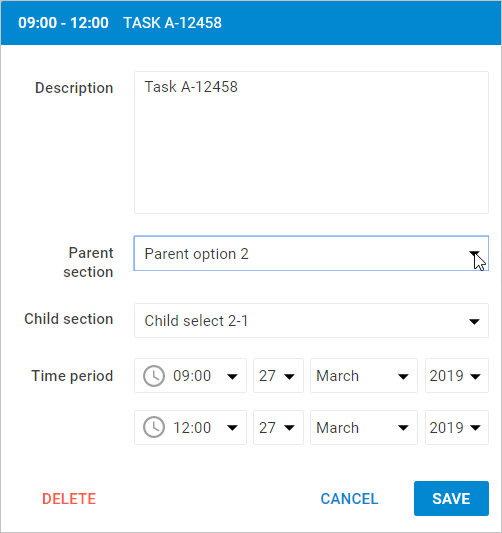 09:00 - 12:00 TASK A-12458
Description
Task A-12458
Parent section
Parent option 2
Child section
Child select 2-1
Time period
09:00 27 March 2019
12:00 27 March 2019
DELETE CANCEL SAVE